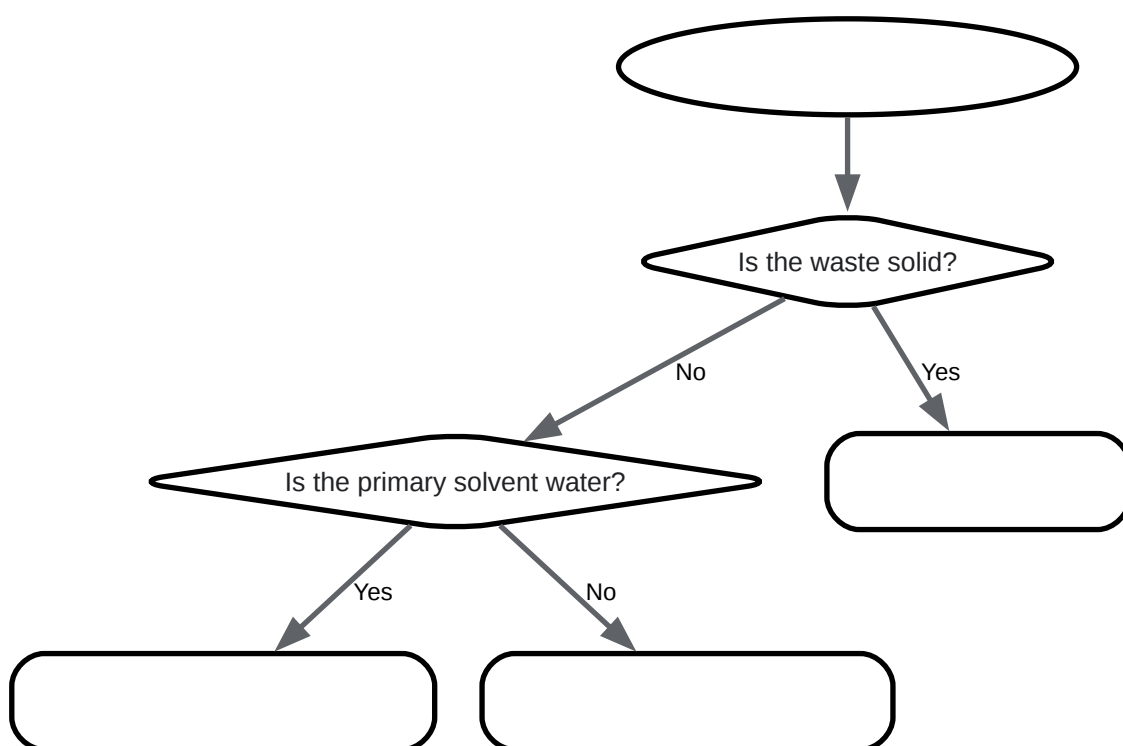 Is the waste solid?
No
Yes
Is the primary solvent water?
Yes
No